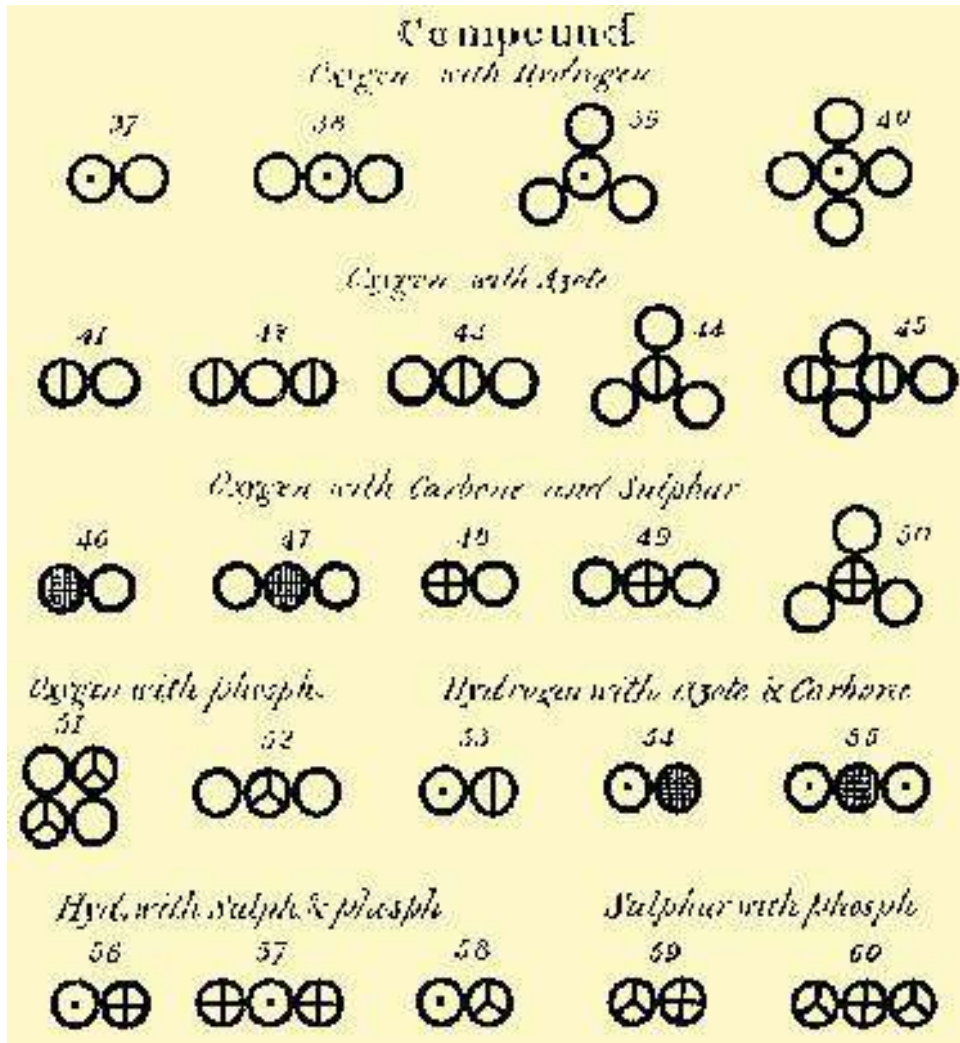 Compound
Oxygen with Hydrogen
37 38 39 40
Oxygen with Azote
41 42 43 44 45
Oxygen with Carbone and Sulphur
46 47 48 49 50
Oxygen with phosph. Hydrogen with Azote & Carbone
51 52 53 54 55
Hyd. with Sulph. & phosph Sulphur with phosph
56 57 58 59 60